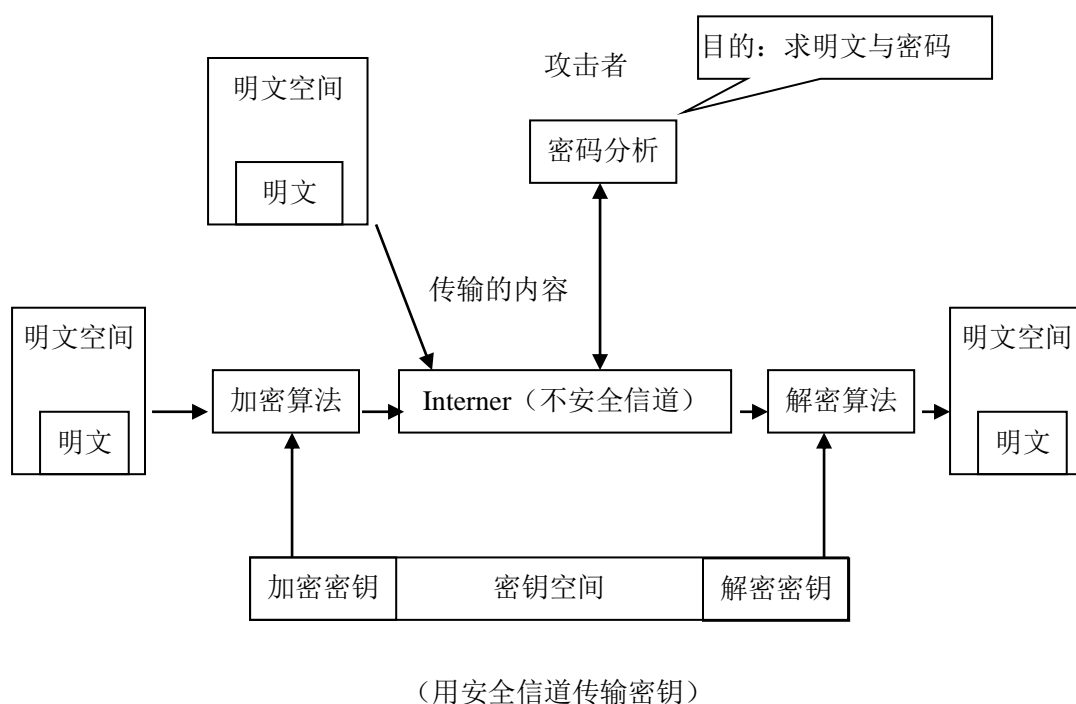 目的：求明文与密码
攻击者
明文空间
密码分析
明文
传输的内容
明文空间
明文空间
加密算法
Interner（不安全信道）
解密算法
明文
明文
加密密钥
密钥空间
解密密钥
（用安全信道传输密钥）